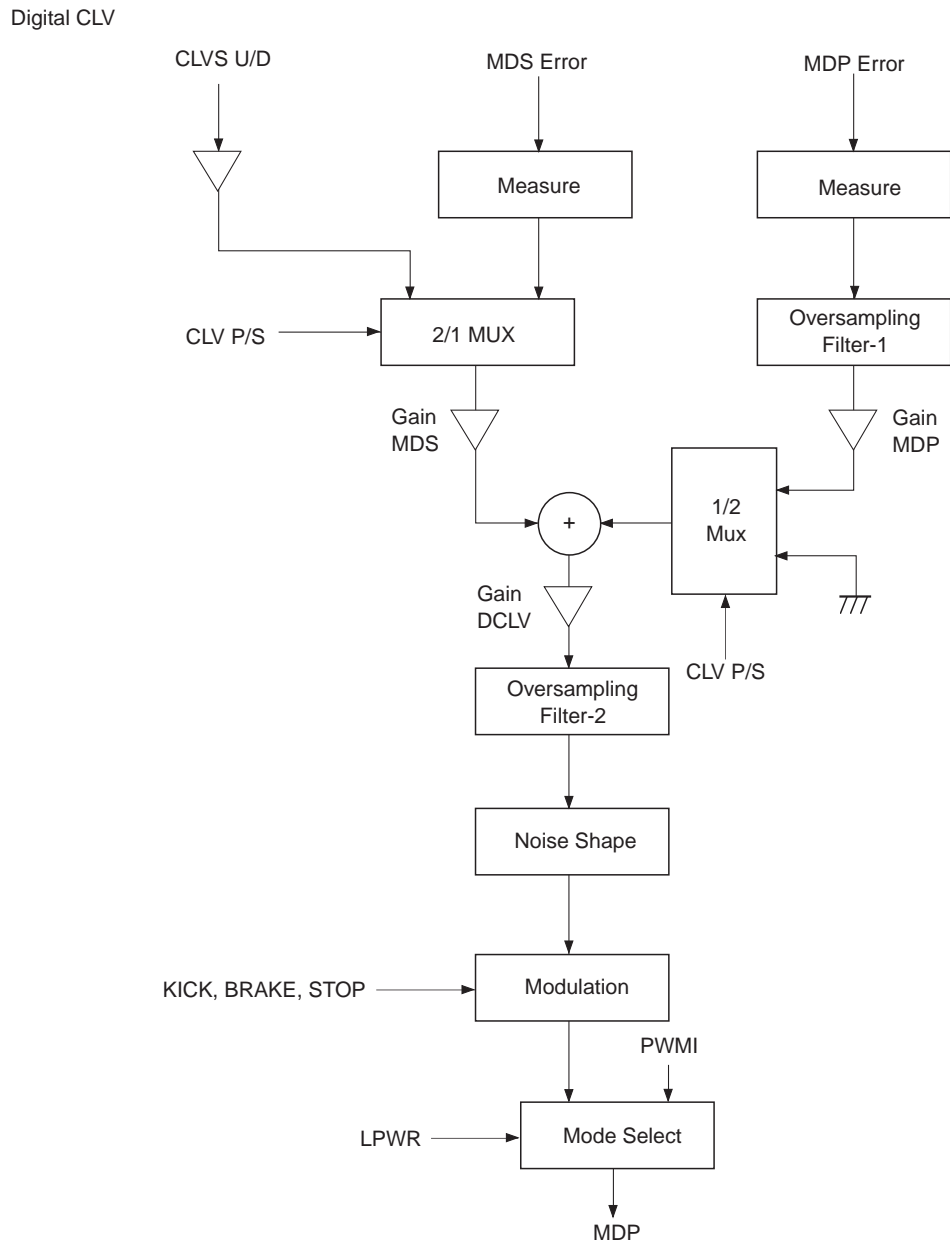 Digital CLV
CLVS U/D
MDS Error
MDP Error
Measure
Measure
CLV P/S
2/1 MUX
Oversampling
Filter-1
Gain
MDS
Gain
MDP
1/2
Mux
+
Gain
DCLV
CLV P/S
Oversampling
Filter-2
Noise Shape
KICK, BRAKE, STOP
Modulation
PWMI
LPWR
Mode Select
MDP